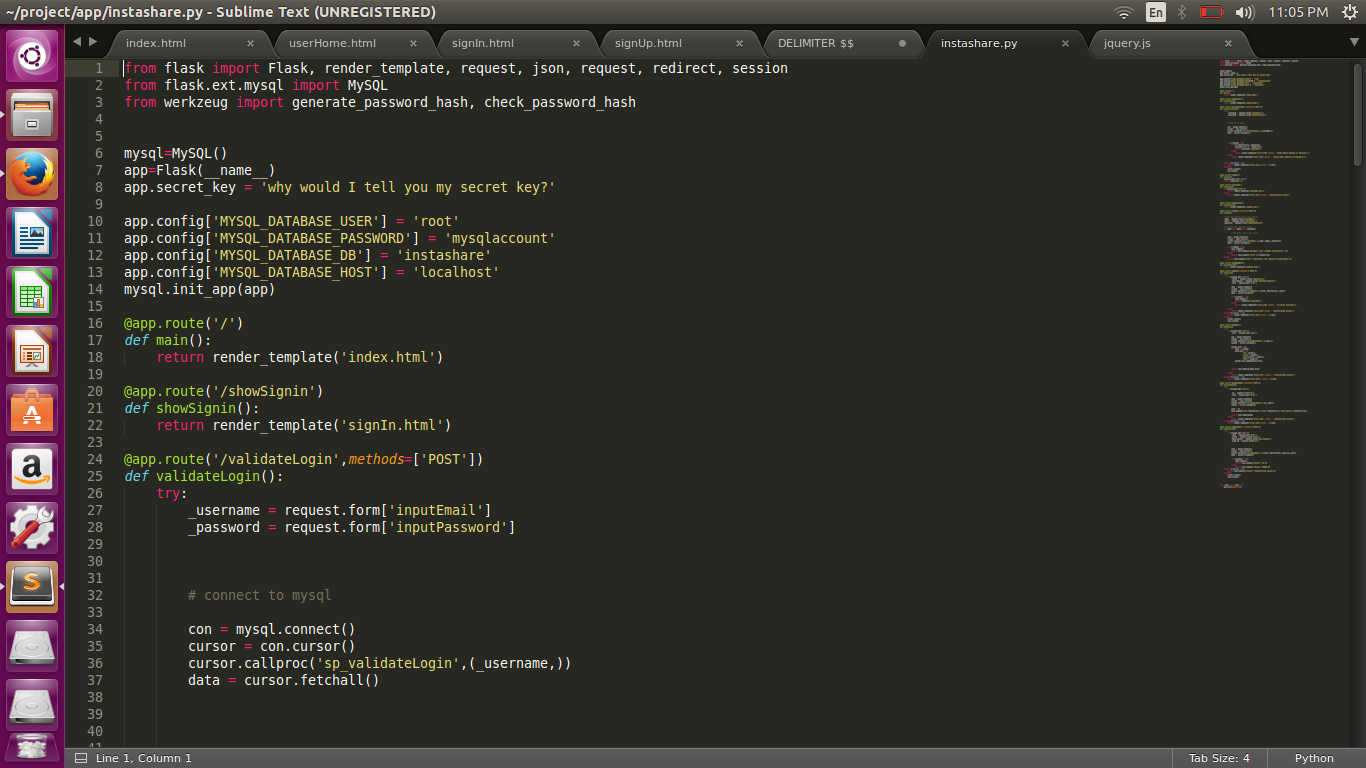 ~/project/app/instashare.py - Sublime Text (UNREGISTERED)
En
11:05 PM
index.html
userHome.html
signIn.html
signUp.html
DELIMITER $$
instashare.py
jquery.js
1 from flask import Flask, render_template, request, json, request, redirect, session
2 from flask.ext.mysql import MySQL
3 from werkzeug import generate_password_hash, check_password_hash
4
5
6 mysql=MySQL()
7 app=Flask(__name__)
8 app.secret_key = 'why would I tell you my secret key?'
9
10 app.config['MYSQL_DATABASE_USER'] = 'root'
11 app.config['MYSQL_DATABASE_PASSWORD'] = 'mysqlaccount'
12 app.config['MYSQL_DATABASE_DB'] = 'instashare'
13 app.config['MYSQL_DATABASE_HOST'] = 'localhost'
14 mysql.init_app(app)
15
16 @app.route('/')
17 def main():
18     return render_template('index.html')
19
20 @app.route('/showSignin')
21 def showSignin():
22     return render_template('signIn.html')
23
24 @app.route('/validateLogin',methods=['POST'])
25 def validateLogin():
26     try:
27         _username = request.form['inputEmail']
28         _password = request.form['inputPassword']
29
30
31
32         # connect to mysql
33
34         con = mysql.connect()
35         cursor = con.cursor()
36         cursor.callproc('sp_validateLogin',(_username,))
37         data = cursor.fetchall()
38
39
40
41
Line 1, Column 1
Tab Size: 4
Python